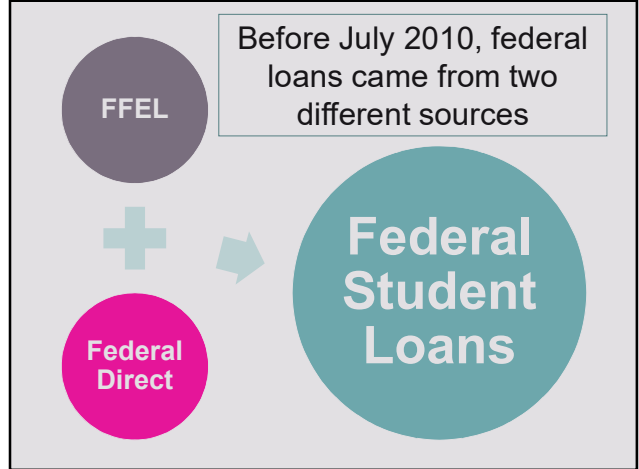 Before July 2010, federal
loans came from two
different sources
FFEL
Federal
Direct
Federal
Student
Loans